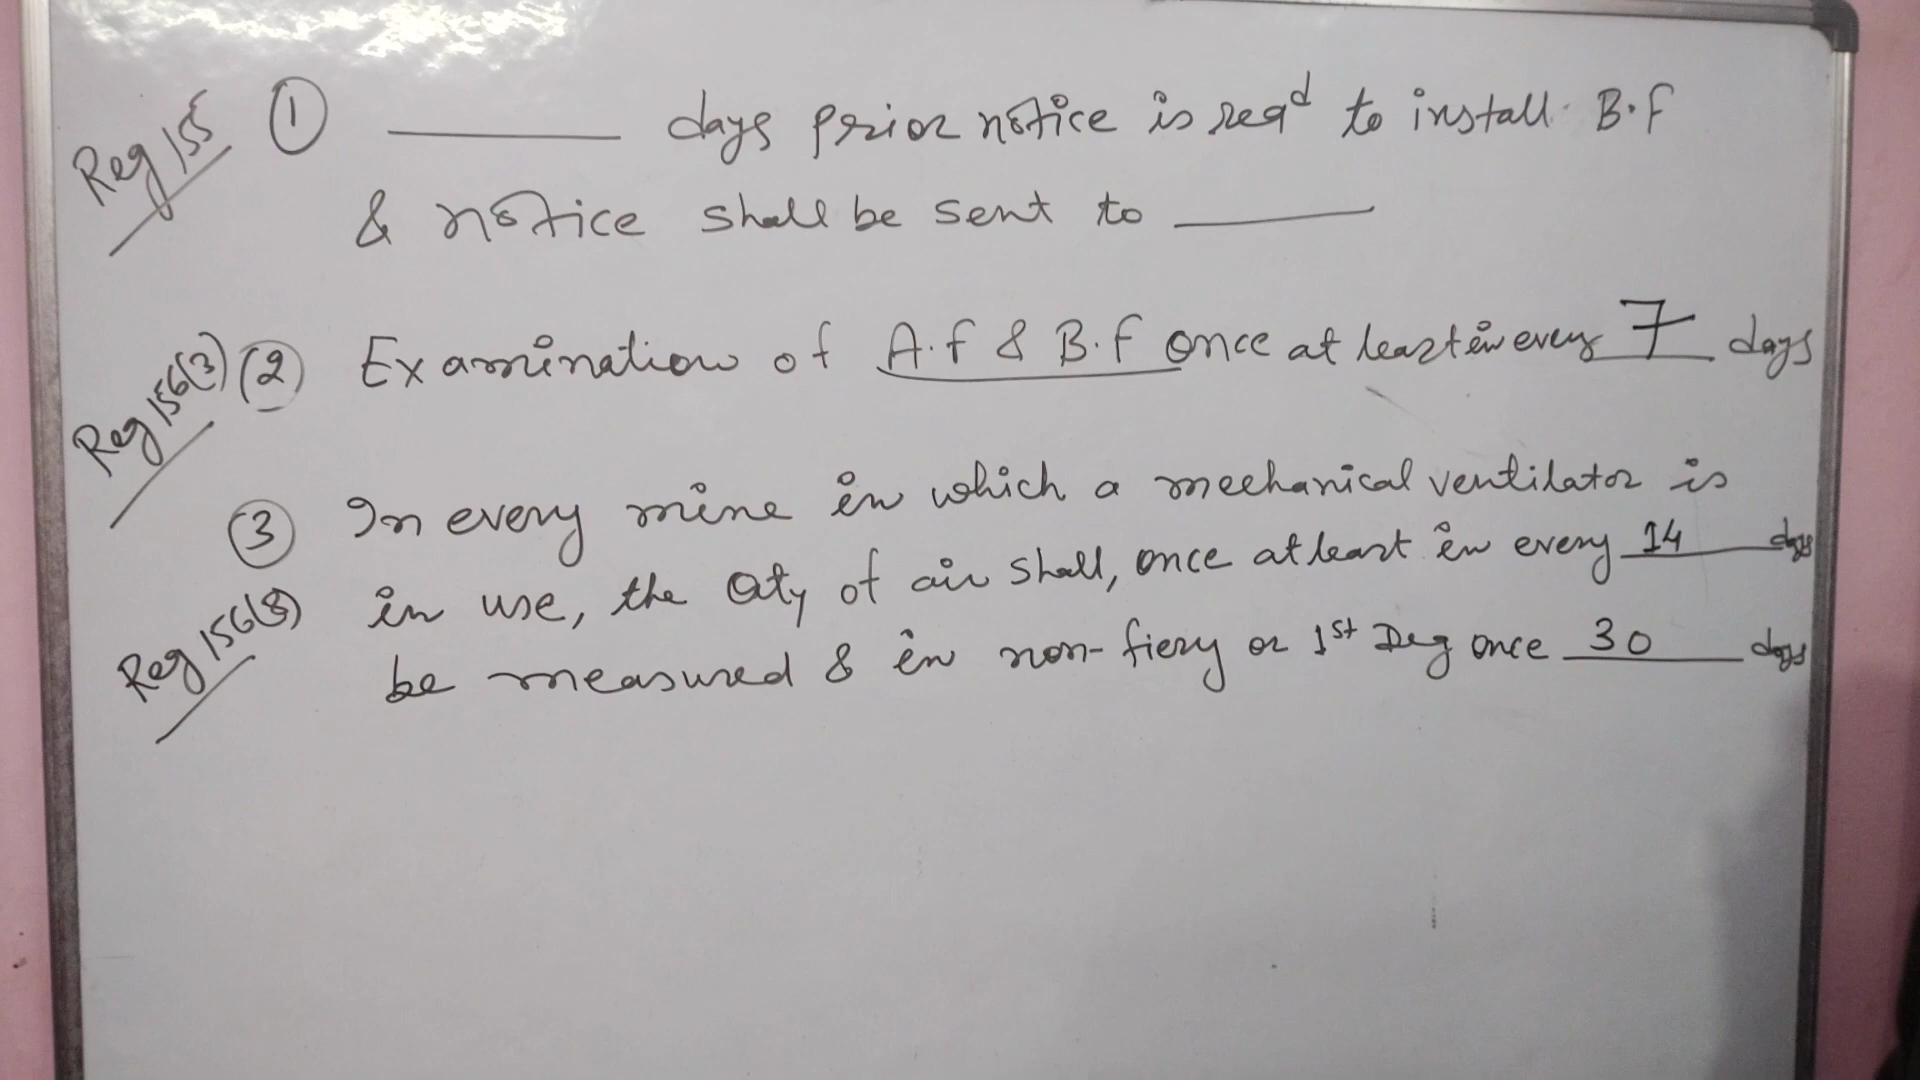 Reg 155 ① ______ days prior notice is reqd to install B.F
& notice shall be sent to ______
Reg 156(3) ② Examination of A.F & B.F once at least in every 7 days
③ In every mine in which a mechanical ventilator is
Reg 156(8) in use, the Qty of air shall, once at least in every 14 days
be measured & in non-fiery or 1st Deg once 30 days